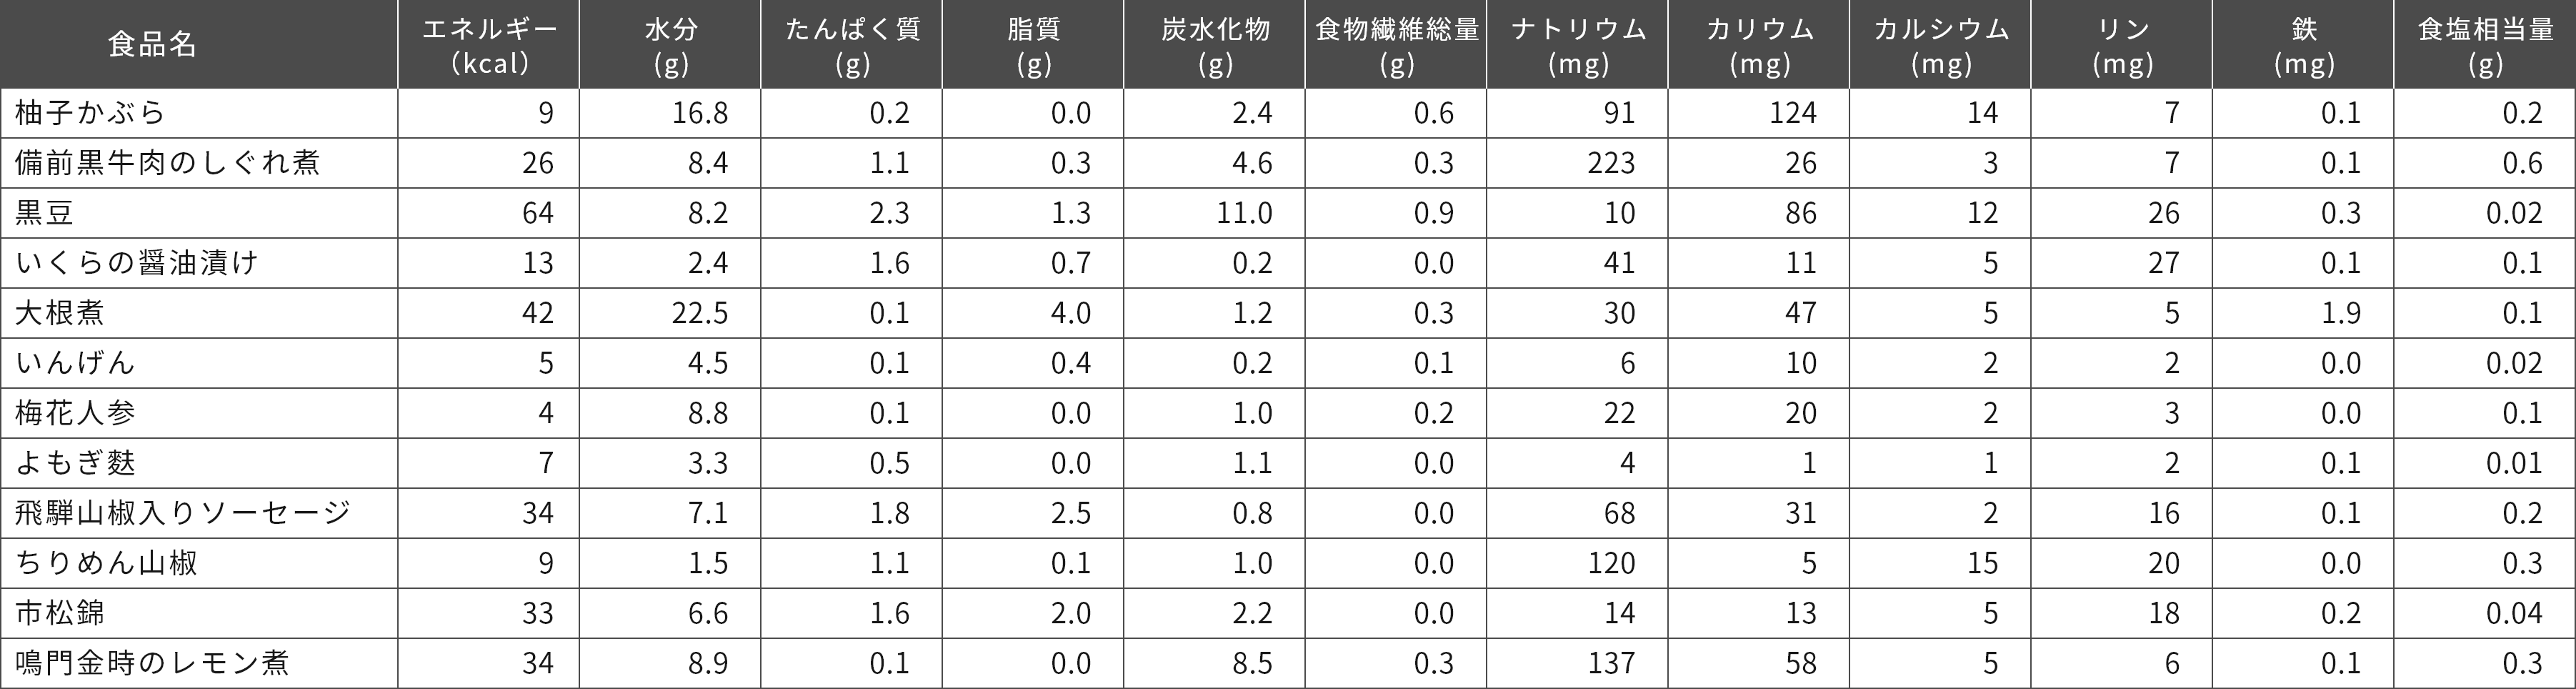 食品名 エネルギー（kcal） 水分(g) たんぱく質(g) 脂質(g) 炭水化物(g) 食物繊維総量(g) ナトリウム(mg) カリウム(mg) カルシウム(mg) リン(mg) 鉄(mg) 食塩相当量(g)
柚子かぶら 9 16.8 0.2 0.0 2.4 0.6 91 124 14 7 0.1 0.2
備前黒牛肉のしぐれ煮 26 8.4 1.1 0.3 4.6 0.3 223 26 3 7 0.1 0.6
黒豆 64 8.2 2.3 1.3 11.0 0.9 10 86 12 26 0.3 0.02
いくらの醤油漬け 13 2.4 1.6 0.7 0.2 0.0 41 11 5 27 0.1 0.1
大根煮 42 22.5 0.1 4.0 1.2 0.3 30 47 5 5 1.9 0.1
いんげん 5 4.5 0.1 0.4 0.2 0.1 6 10 2 2 0.0 0.02
梅花人参 4 8.8 0.1 0.0 1.0 0.2 22 20 2 3 0.0 0.1
よもぎ麩 7 3.3 0.5 0.0 1.1 0.0 4 1 1 2 0.1 0.01
飛騨山椒入りソーセージ 34 7.1 1.8 2.5 0.8 0.0 68 31 2 16 0.1 0.2
ちりめん山椒 9 1.5 1.1 0.1 1.0 0.0 120 5 15 20 0.0 0.3
市松錦 33 6.6 1.6 2.0 2.2 0.0 14 13 5 18 0.2 0.04
鳴門金時のレモン煮 34 8.9 0.1 0.0 8.5 0.3 137 58 5 6 0.1 0.3